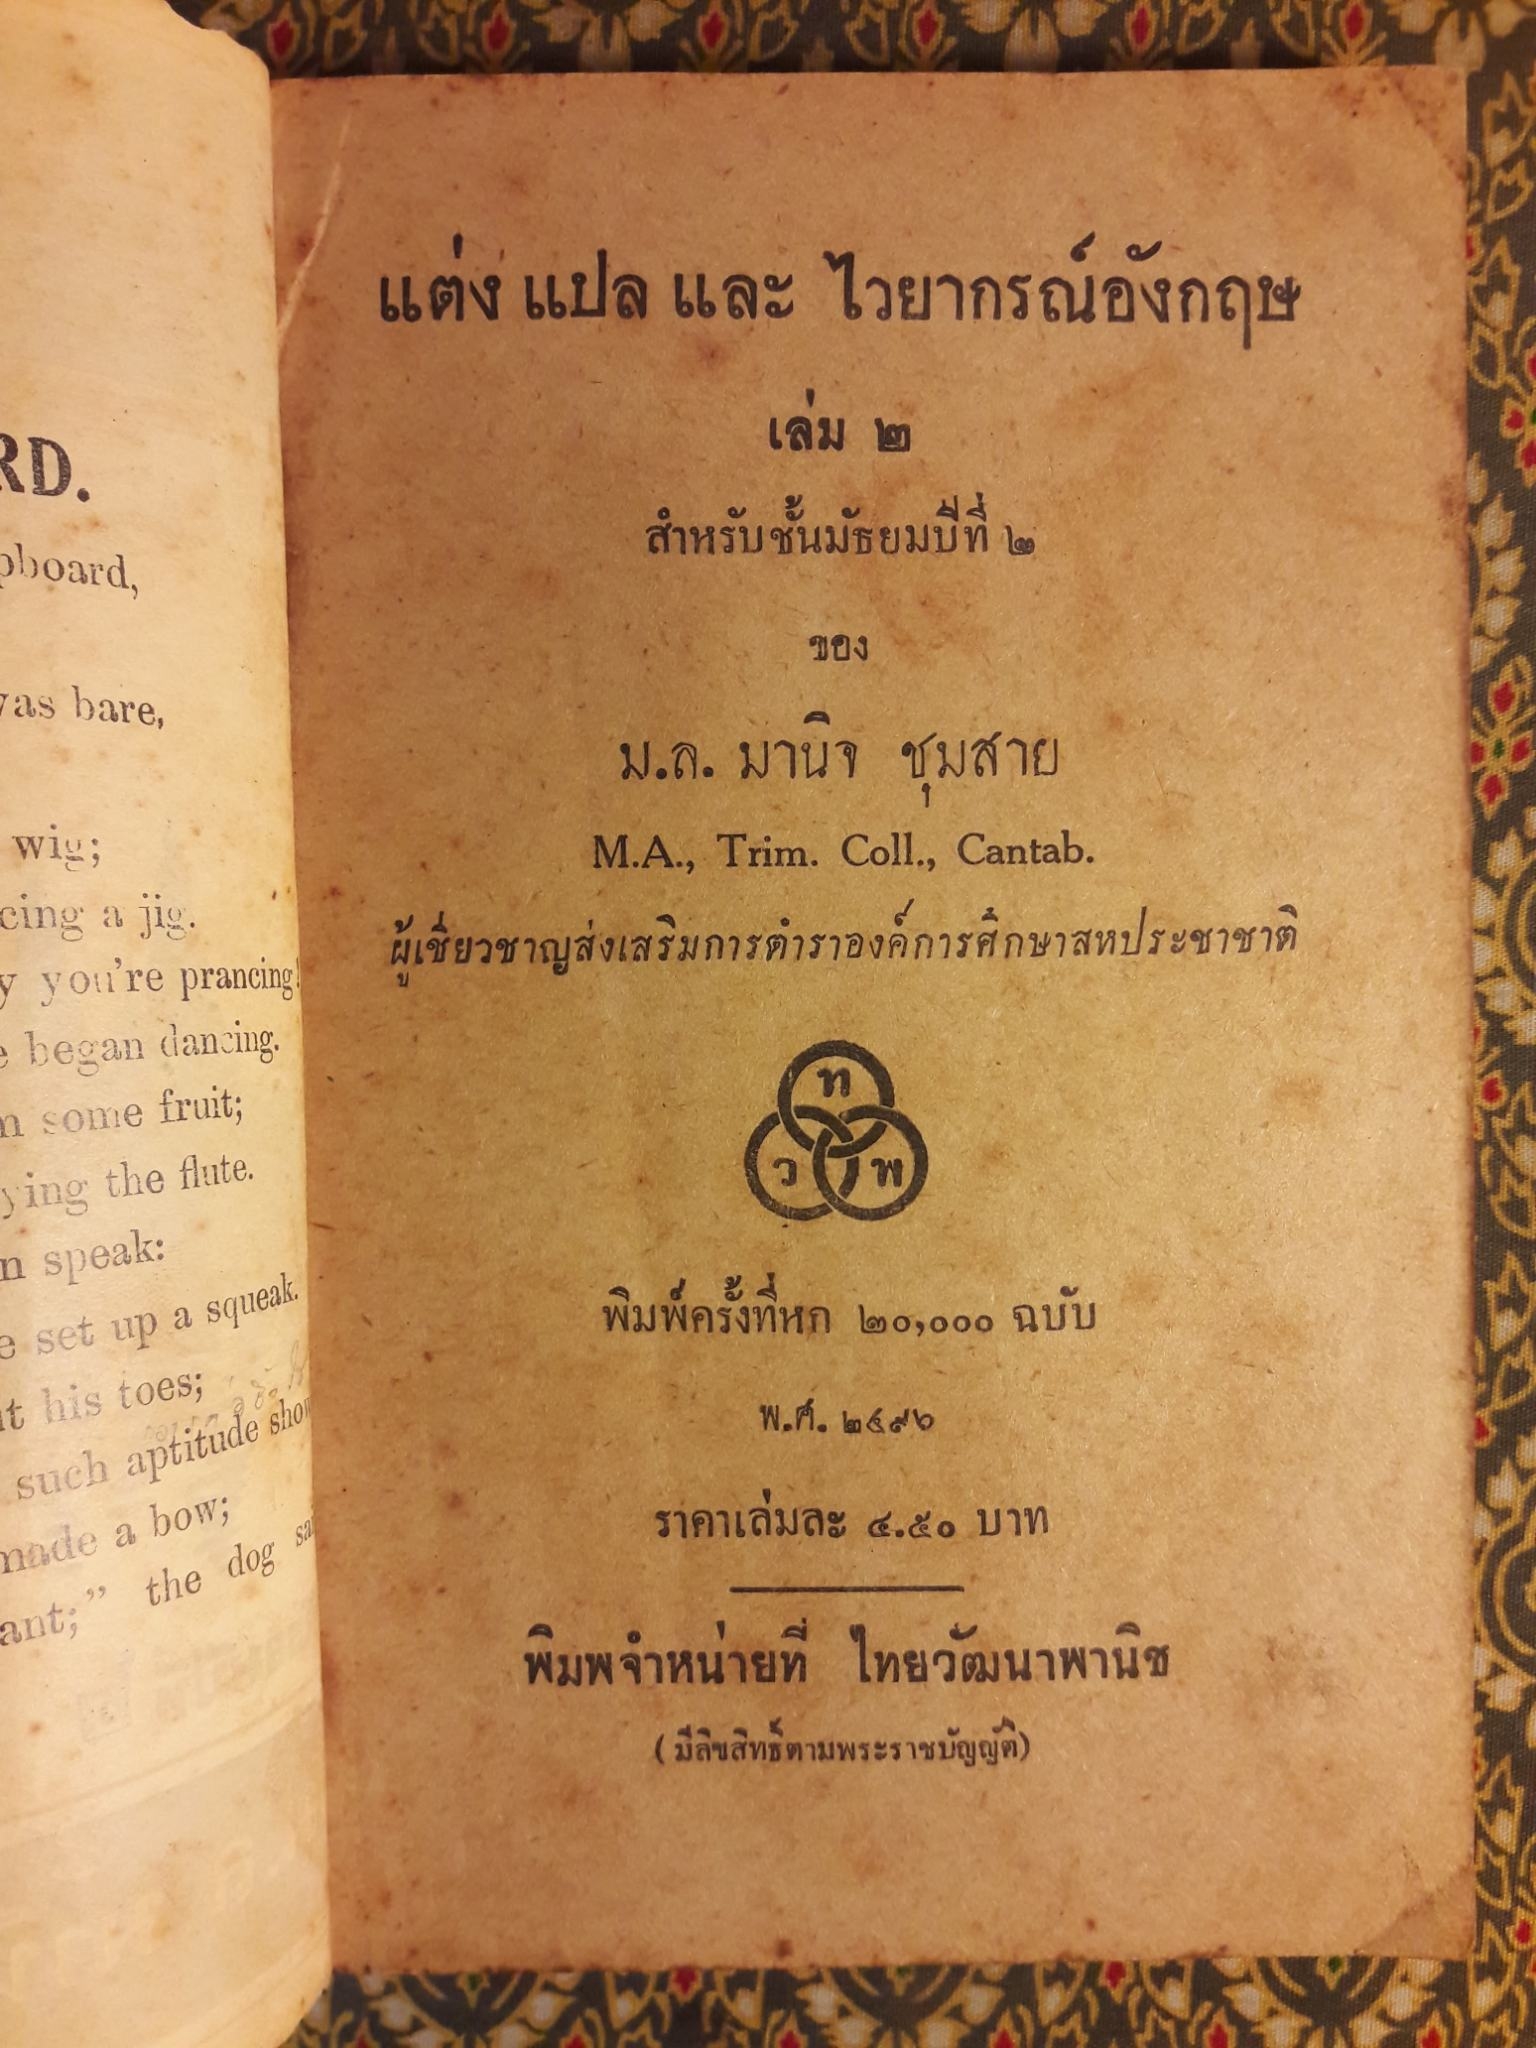 RD.
pboard,
was bare,
wig;
cing a jig.
y you're prancing!
e began dancing.
m some fruit;
ying the flute.
n speak:
e set up a squeak.
at his toes;
such aptitude show
made a bow;
ant;” the dog sai
แต่ง แปล และ ไวยากรณ์อังกฤษ
เล่ม ๒
สำหรับชั้นมัธยมปีที่ ๒
ของ
ม.ล. มานิจ ชุมสาย
M.A., Trim. Coll., Cantab.
ผู้เชี่ยวชาญส่งเสริมการตำราองค์การศึกษาสหประชาชาติ
ท
ว พ
พิมพ์ครั้งที่หก ๒๐,๐๐๐ ฉบับ
พ.ศ. ๒๔๙๖
ราคาเล่มละ ๔.๕๐ บาท
พิมพจำหน่ายที่ ไทยวัฒนาพานิช
(มีลิขสิทธิ์ตามพระราชบัญญัติ)